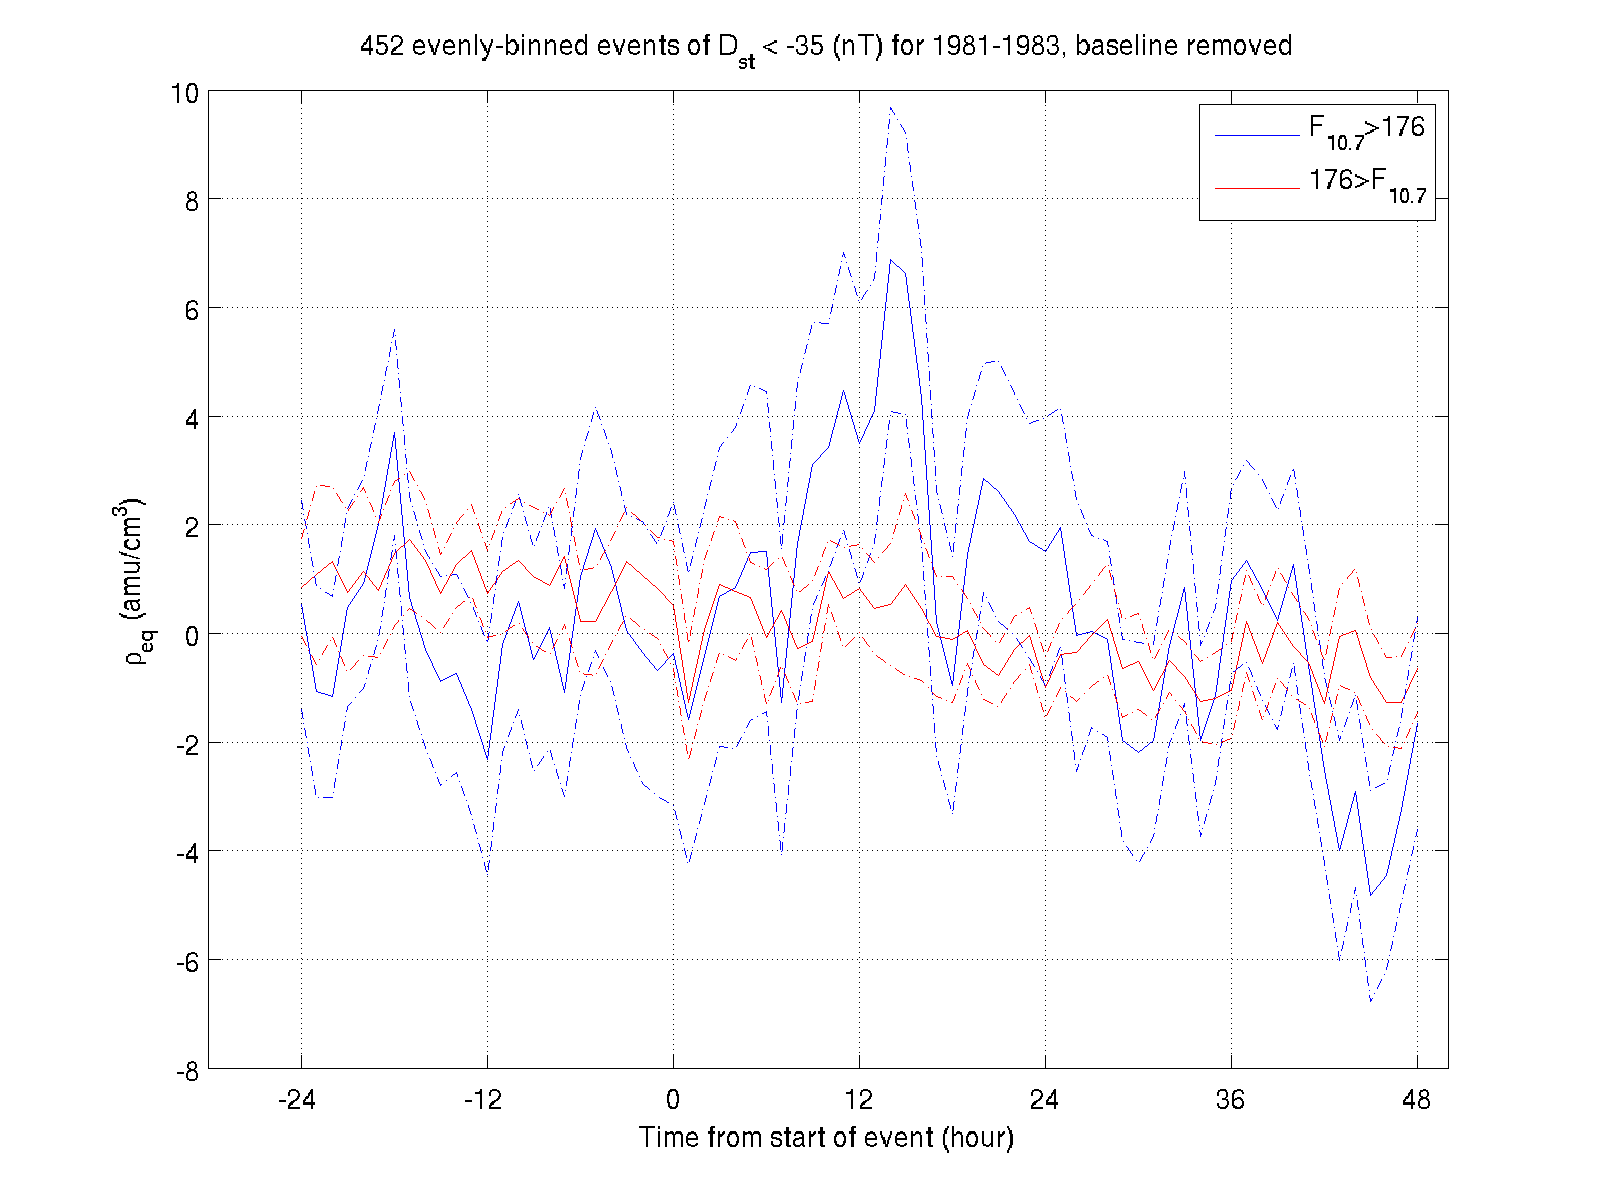 452 evenly-binned events of Dst < -35 (nT) for 1981-1983, baseline removed
10
8
6
4
2
0
-2
-4
-6
-8
ρeq (amu/cm3)
F10.7>176
176>F10.7
-24 -12 0 12 24 36 48
Time from start of event (hour)